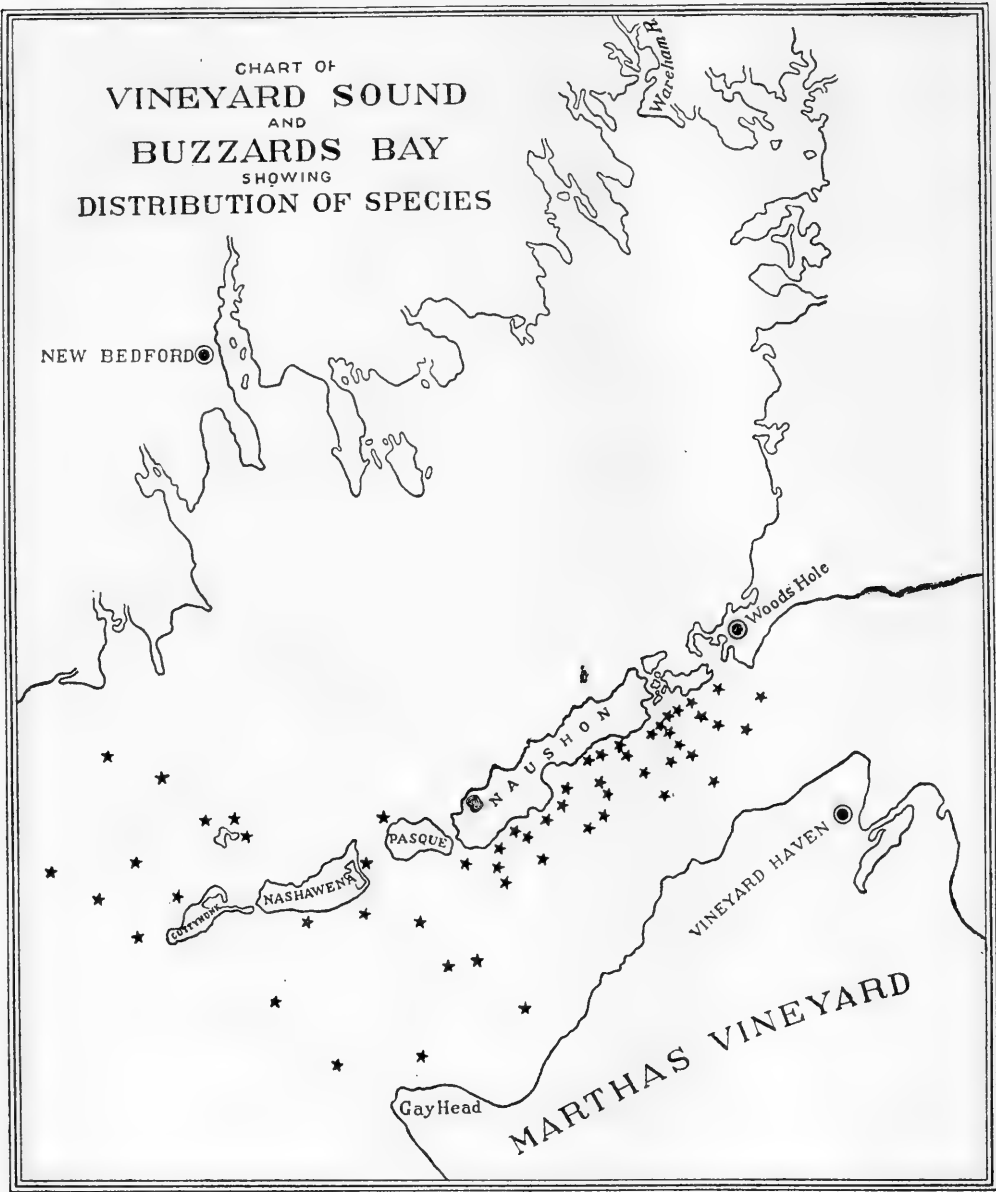 CHART OF
VINEYARD SOUND
AND
BUZZARDS BAY
SHOWING
DISTRIBUTION OF SPECIES
Wareham R
NEW BEDFORD
Woods Hole
NAUSHON
PASQUE
NASHAWENA
CUTTYHUNK
VINEYARD HAVEN
MARTHAS VINEYARD
Gay Head